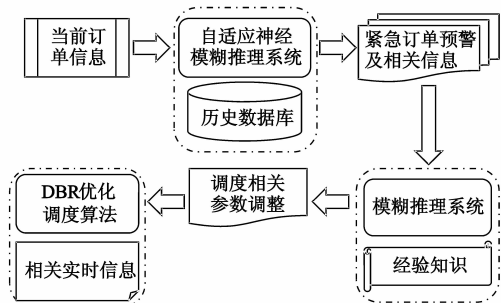 当前订
单信息
自适应神经
模糊推理系统
历史数据库
紧急订单预警
及相关信息
DBR优化
调度算法
相关实时信息
调度相关
参数调整
模糊推理系统
经验知识